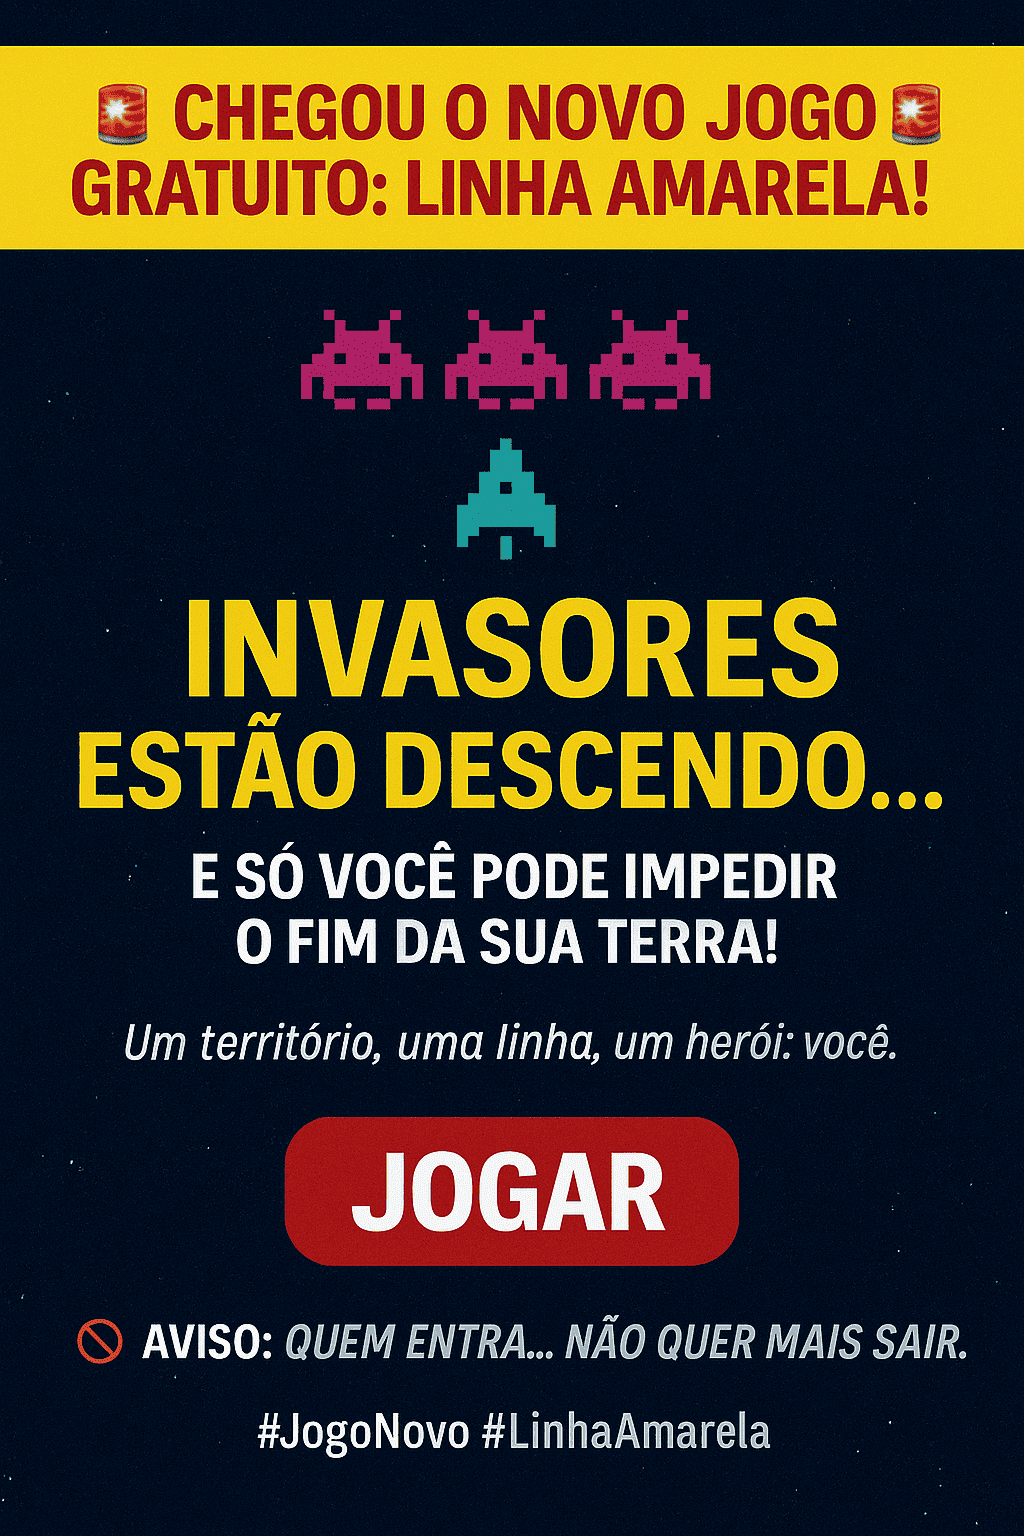 🚨 CHEGOU O NOVO JOGO 🚨
GRATUITO: LINHA AMARELA!
INVASORES
ESTÃO DESCENDO...
E SÓ VOCÊ PODE IMPEDIR
O FIM DA SUA TERRA!
Um território, uma linha, um herói: você.
JOGAR
🚫 AVISO: QUEM ENTRA... NÃO QUER MAIS SAIR.
#JogoNovo #LinhaAmarela